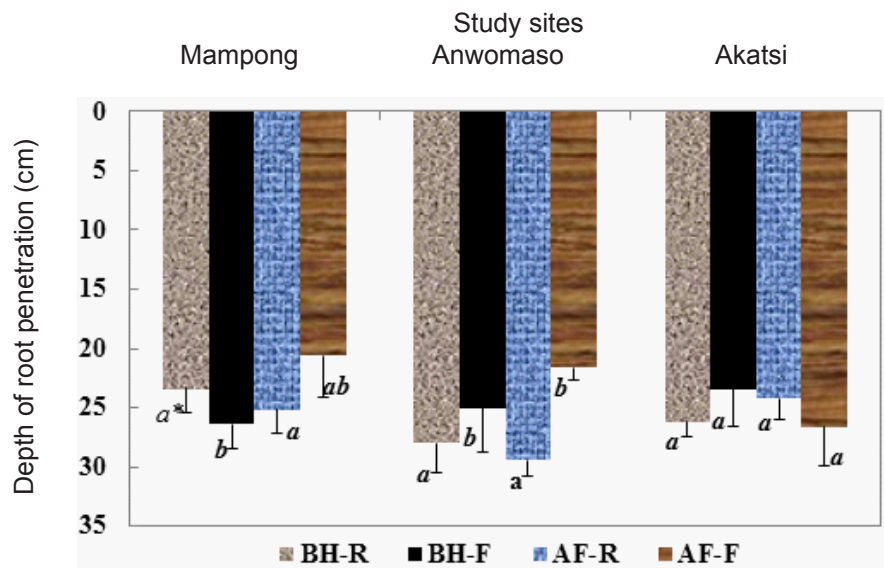 Study sites
Mampong Anwomaso Akatsi
Depth of root penetration (cm)
0
5
10
15
20
25
30
35
a* b a ab
a b a b
a a a a
BH-R BH-F AF-R AF-F